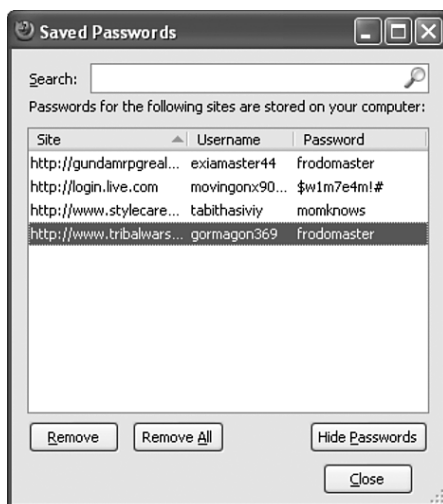 Saved Passwords
Search:
Passwords for the following sites are stored on your computer:
Site Username Password
http://gundamrpgreal... exiamaster44 frodomaster
http://login.live.com movingonx90... $w1m7e4m!#
http://www.stylecare... tabithasiviy momknows
http://www.tribalwars... gormagon369 frodomaster
Remove Remove All Hide Passwords
Close